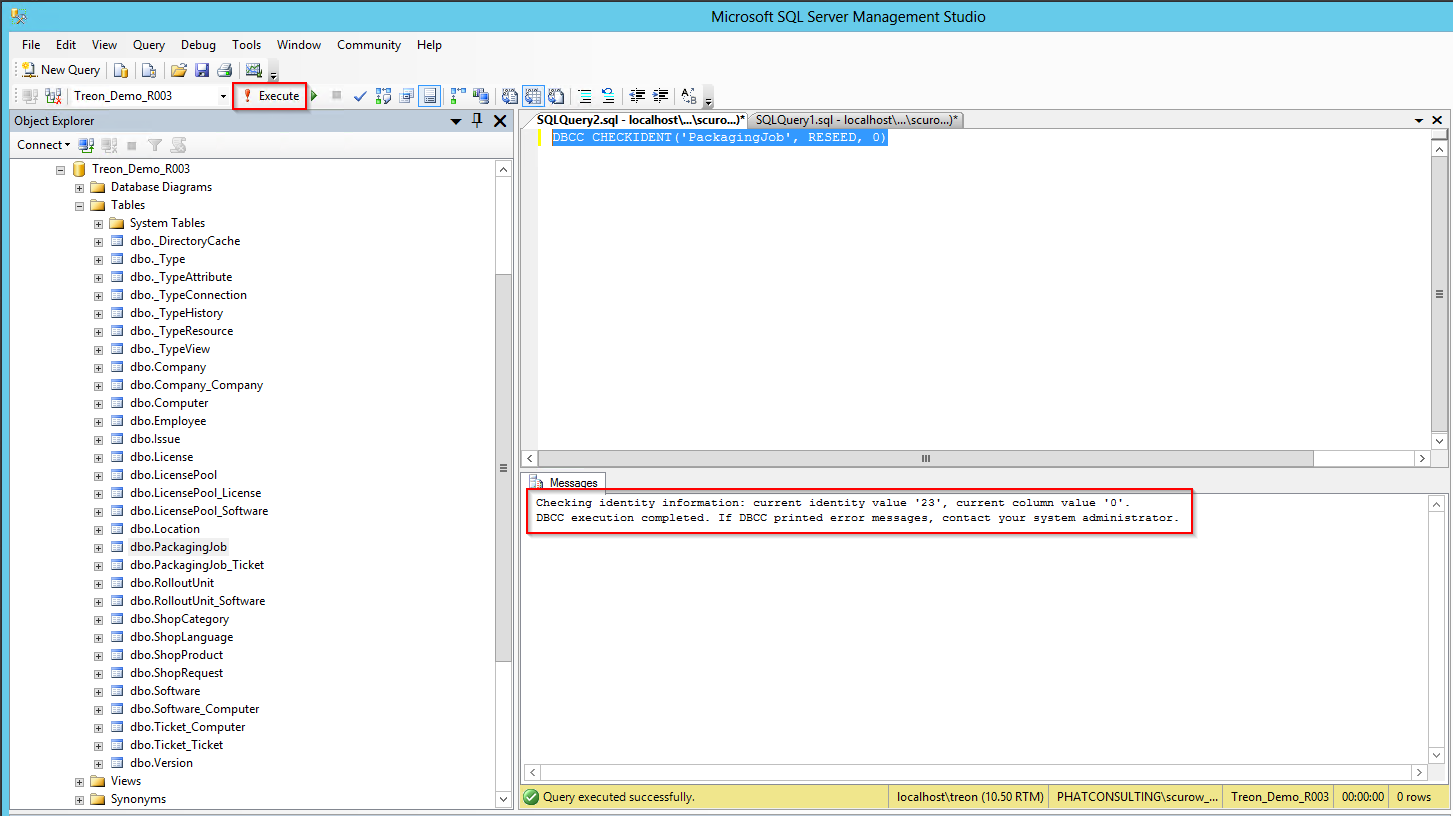 Microsoft SQL Server Management Studio
File Edit View Query Debug Tools Window Community Help
New Query
Treon_Demo_R003 Execute
Object Explorer
Connect
Treon_Demo_R003
Database Diagrams
Tables
System Tables
dbo._DirectoryCache
dbo._Type
dbo._TypeAttribute
dbo._TypeConnection
dbo._TypeHistory
dbo._TypeResource
dbo._TypeView
dbo.Company
dbo.Company_Company
dbo.Computer
dbo.Employee
dbo.Issue
dbo.License
dbo.LicensePool
dbo.LicensePool_License
dbo.LicensePool_Software
dbo.Location
dbo.PackagingJob
dbo.PackagingJob_Ticket
dbo.RolloutUnit
dbo.RolloutUnit_Software
dbo.ShopCategory
dbo.ShopLanguage
dbo.ShopProduct
dbo.ShopRequest
dbo.Software
dbo.Software_Computer
dbo.Ticket_Computer
dbo.Ticket_Ticket
dbo.Version
Views
Synonyms
SQLQuery2.sql - localhost\...\scuro...)* SQLQuery1.sql - localhost\...\scuro...)*
DBCC CHECKIDENT('PackagingJob', RESEED, 0)
Messages
Checking identity information: current identity value '23', current column value '0'.
DBCC execution completed. If DBCC printed error messages, contact your system administrator.
Query executed successfully. localhost\treon (10.50 RTM) PHATCONSULTING\scurow_... Treon_Demo_R003 00:00:00 0 rows